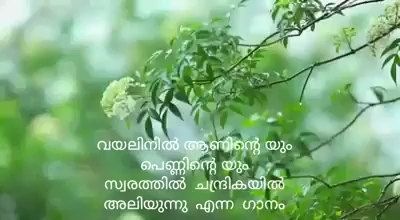 വയലിനിൽ ആണിന്റെ യും
പെണ്ണിന്റെ യും
സ്വരത്തിൽ ചന്ദ്രികയിൽ
അലിയുന്നു എന്ന ഗാനം